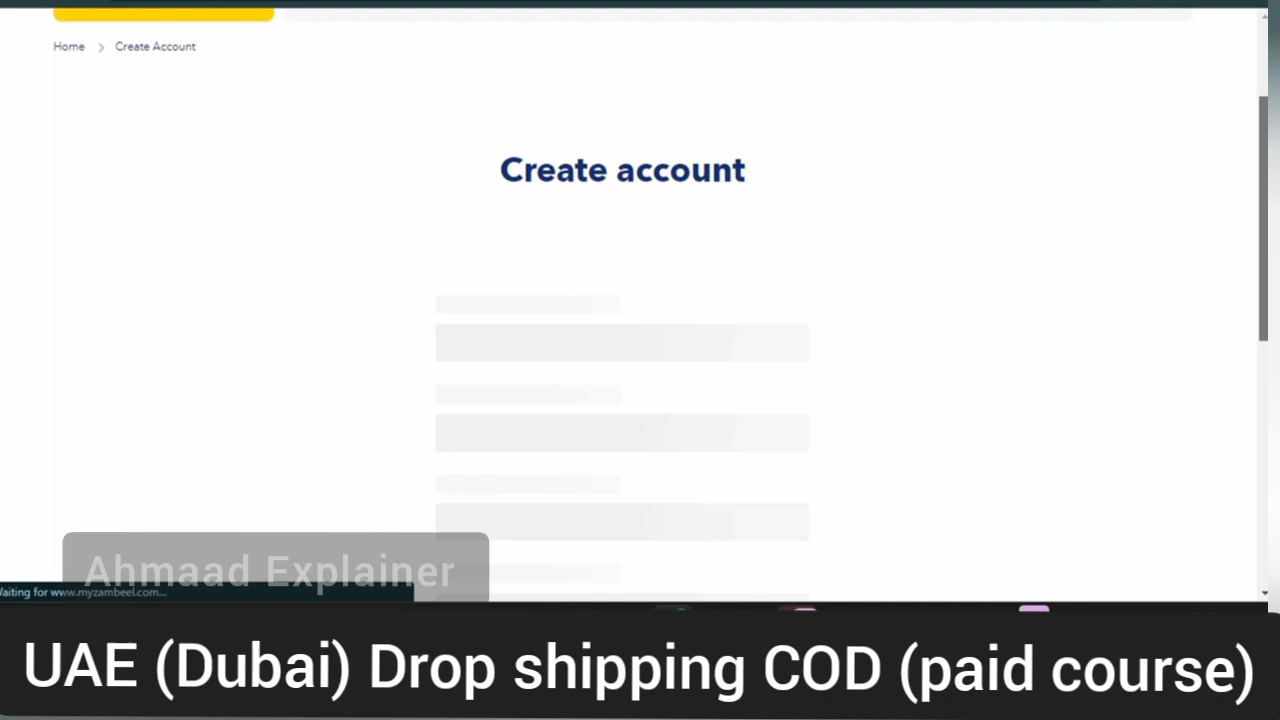 Home > Create Account
Create account
Ahmaad Explainer
Waiting for www.myzambeel.com...
UAE (Dubai) Drop shipping COD (paid course)